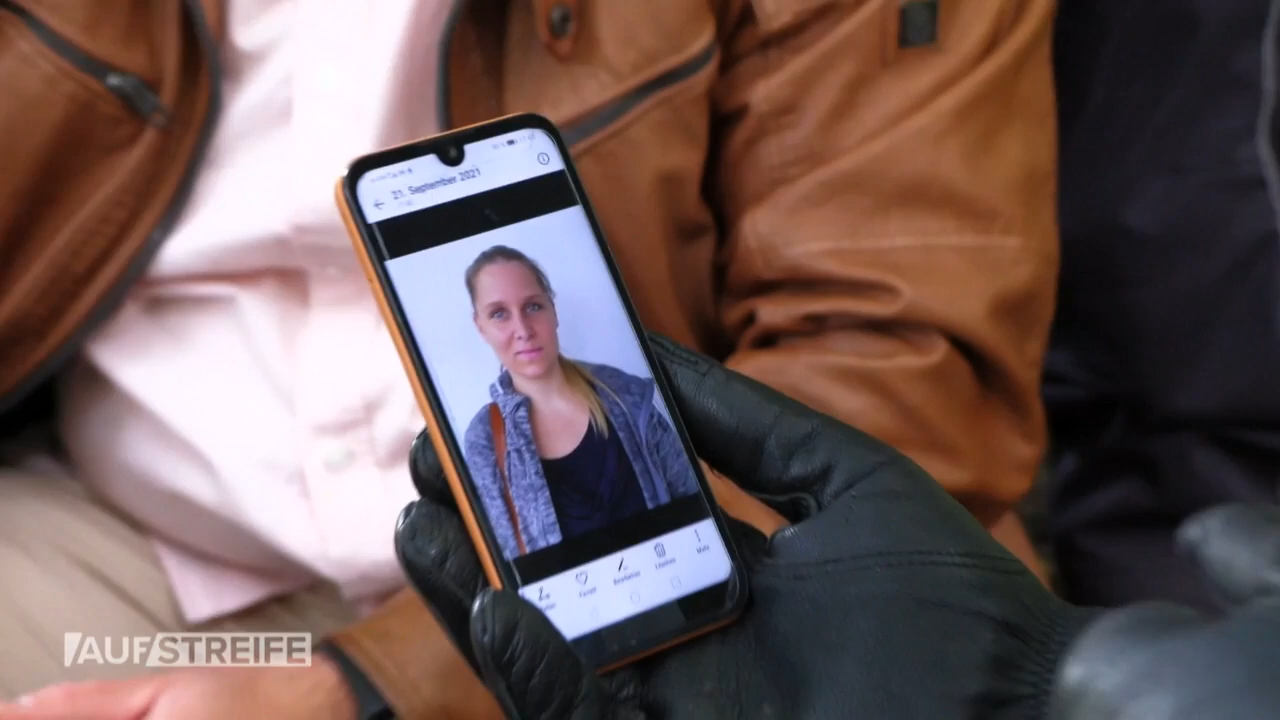 21. September 2021
Favorit
Bearbeiten
Löschen
Mehr
AUF STREIFE